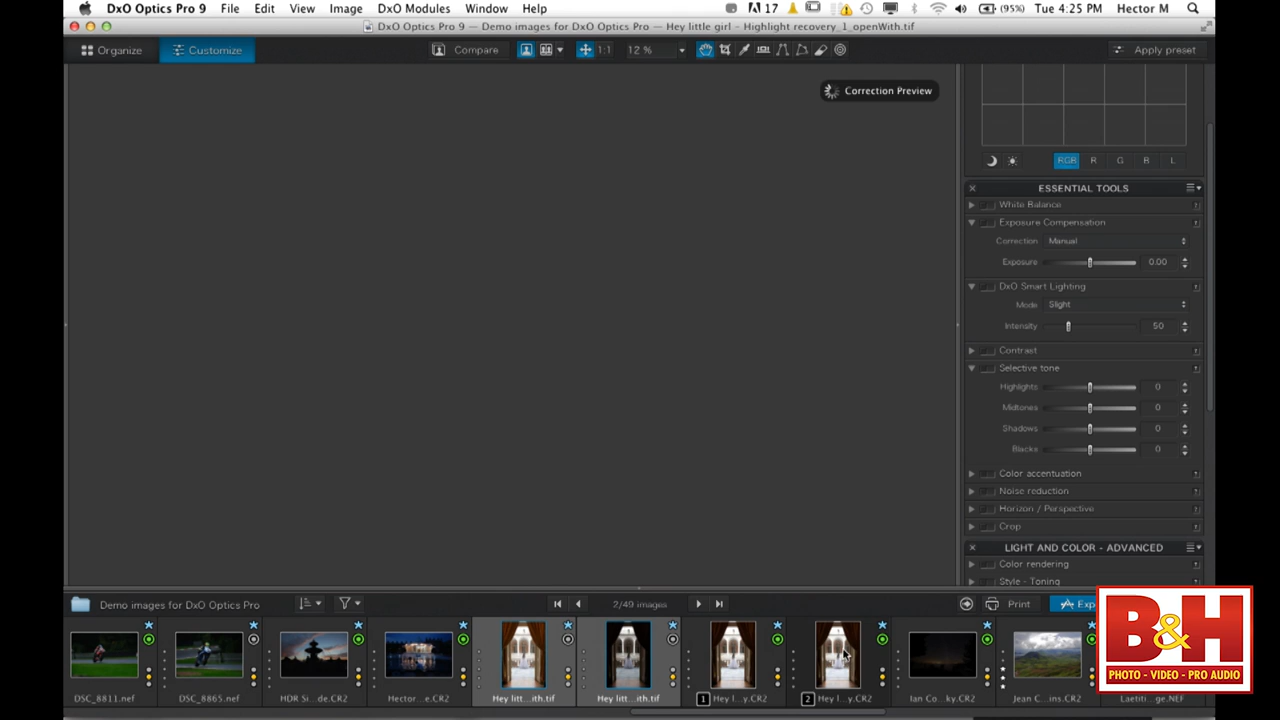 DxO Optics Pro 9 File Edit View Image DxO Modules Window Help 17 (95%) Tue 4:25 PM Hector M
DxO Optics Pro 9 — Demo images for DxO Optics Pro — Hey little girl - Highlight recovery_1_openWith.tif
Organize Customize Compare 1:1 12 % Apply preset
Correction Preview
RGB R G B L
ESSENTIAL TOOLS
White Balance
Exposure Compensation
Correction Manual
Exposure 0.00
DxO Smart Lighting
Mode Slight
Intensity 50
Contrast
Selective tone
Highlights 0
Midtones 0
Shadows 0
Blacks 0
Color accentuation
Noise reduction
Horizon / Perspective
Crop
LIGHT AND COLOR - ADVANCED
Color rendering
Style - Toning
Demo images for DxO Optics Pro 2/49 images Print Exp
DSC_8811.nef DSC_8865.nef HDR Si...de.CR2 Hector...e.CR2 Hey litt...ith.tif Hey litt...ith.tif 1 Hey l...y.CR2 2 Hey l...y.CR2 Ian Co...ky.CR2 Jean C...ins.CR2 Laetiti...ge.NEF
B&H
PHOTO - VIDEO - PRO AUDIO